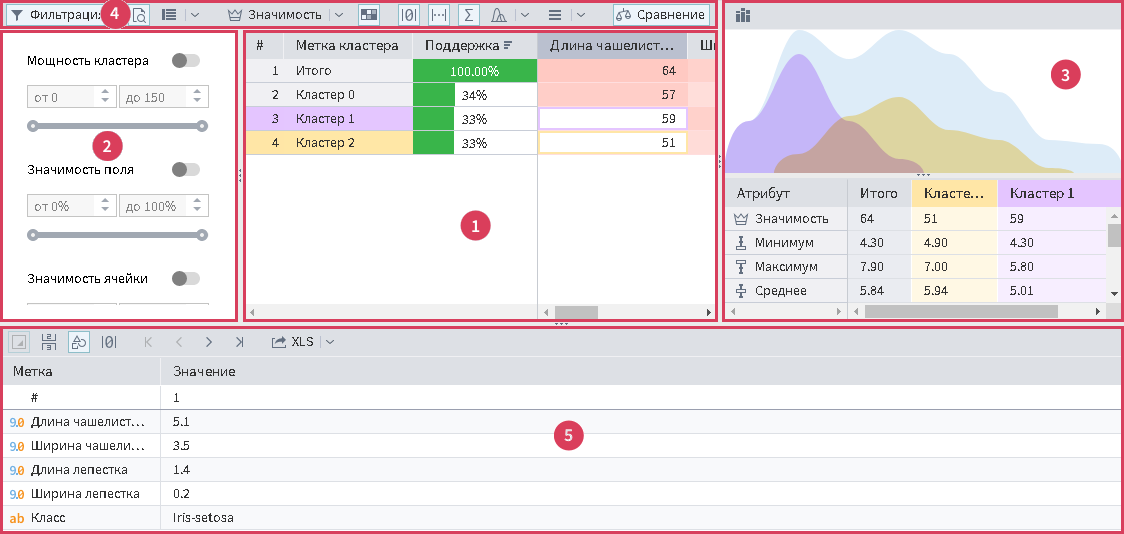 Фильтраци 4 Значимость Σ Сравнение
Мощность кластера
от 0 до 150
2
Значимость поля
от 0% до 100%
Значимость ячейки
# Метка кластера Поддержка Длина чашелист... Ши
1 Итого 100.00% 64
2 Кластер 0 34% 57
3 Кластер 1 33% 59
4 Кластер 2 33% 51
1
3
Атрибут Итого Класте... Кластер 1
Значимость 64 51 59
Минимум 4.30 4.90 4.30
Максимум 7.90 7.00 5.80
Среднее 5.84 5.94 5.01
XLS
Метка Значение
# 1
9.0 Длина чашелист... 5.1
9.0 Ширина чашели... 3.5
5
9.0 Длина лепестка 1.4
9.0 Ширина лепестка 0.2
ab Класс Iris-setosa